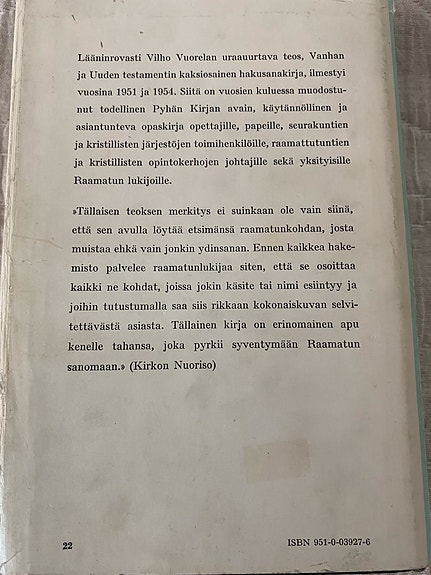 Lääninrovasti Vilho Vuorelan uraauurtava teos, Vanhan
ja Uuden testamentin kaksiosainen hakusanakirja, ilmestyi
vuosina 1951 ja 1954. Siitä on vuosien kuluessa muodostu-
nut todellinen Pyhän Kirjan avain, käytännöllinen ja
asiantunteva opaskirja opettajille, papeille, seurakuntien
ja kristillisten järjestöjen toimihenkilöille, raamattutuntien
ja kristillisten opintokerhojen johtajille sekä yksityisille
Raamatun lukijoille.
»Tällaisen teoksen merkitys ei suinkaan ole vain siinä,
että sen avulla löytää etsimänsä raamatunkohdan, josta
muistaa ehkä vain jonkin ydinsanan. Ennen kaikkea hake-
misto palvelee raamatunlukijaa siten, että se osoittaa
kaikki ne kohdat, joissa jokin käsite tai nimi esiintyy ja
joihin tutustumalla saa siis rikkaan kokonaiskuvan selvi-
tettävästä asiasta. Tällainen kirja on erinomainen apu
kenelle tahansa, joka pyrkii syventymään Raamatun
sanomaan.» (Kirkon Nuoriso)
22
ISBN 951-0-03927-6